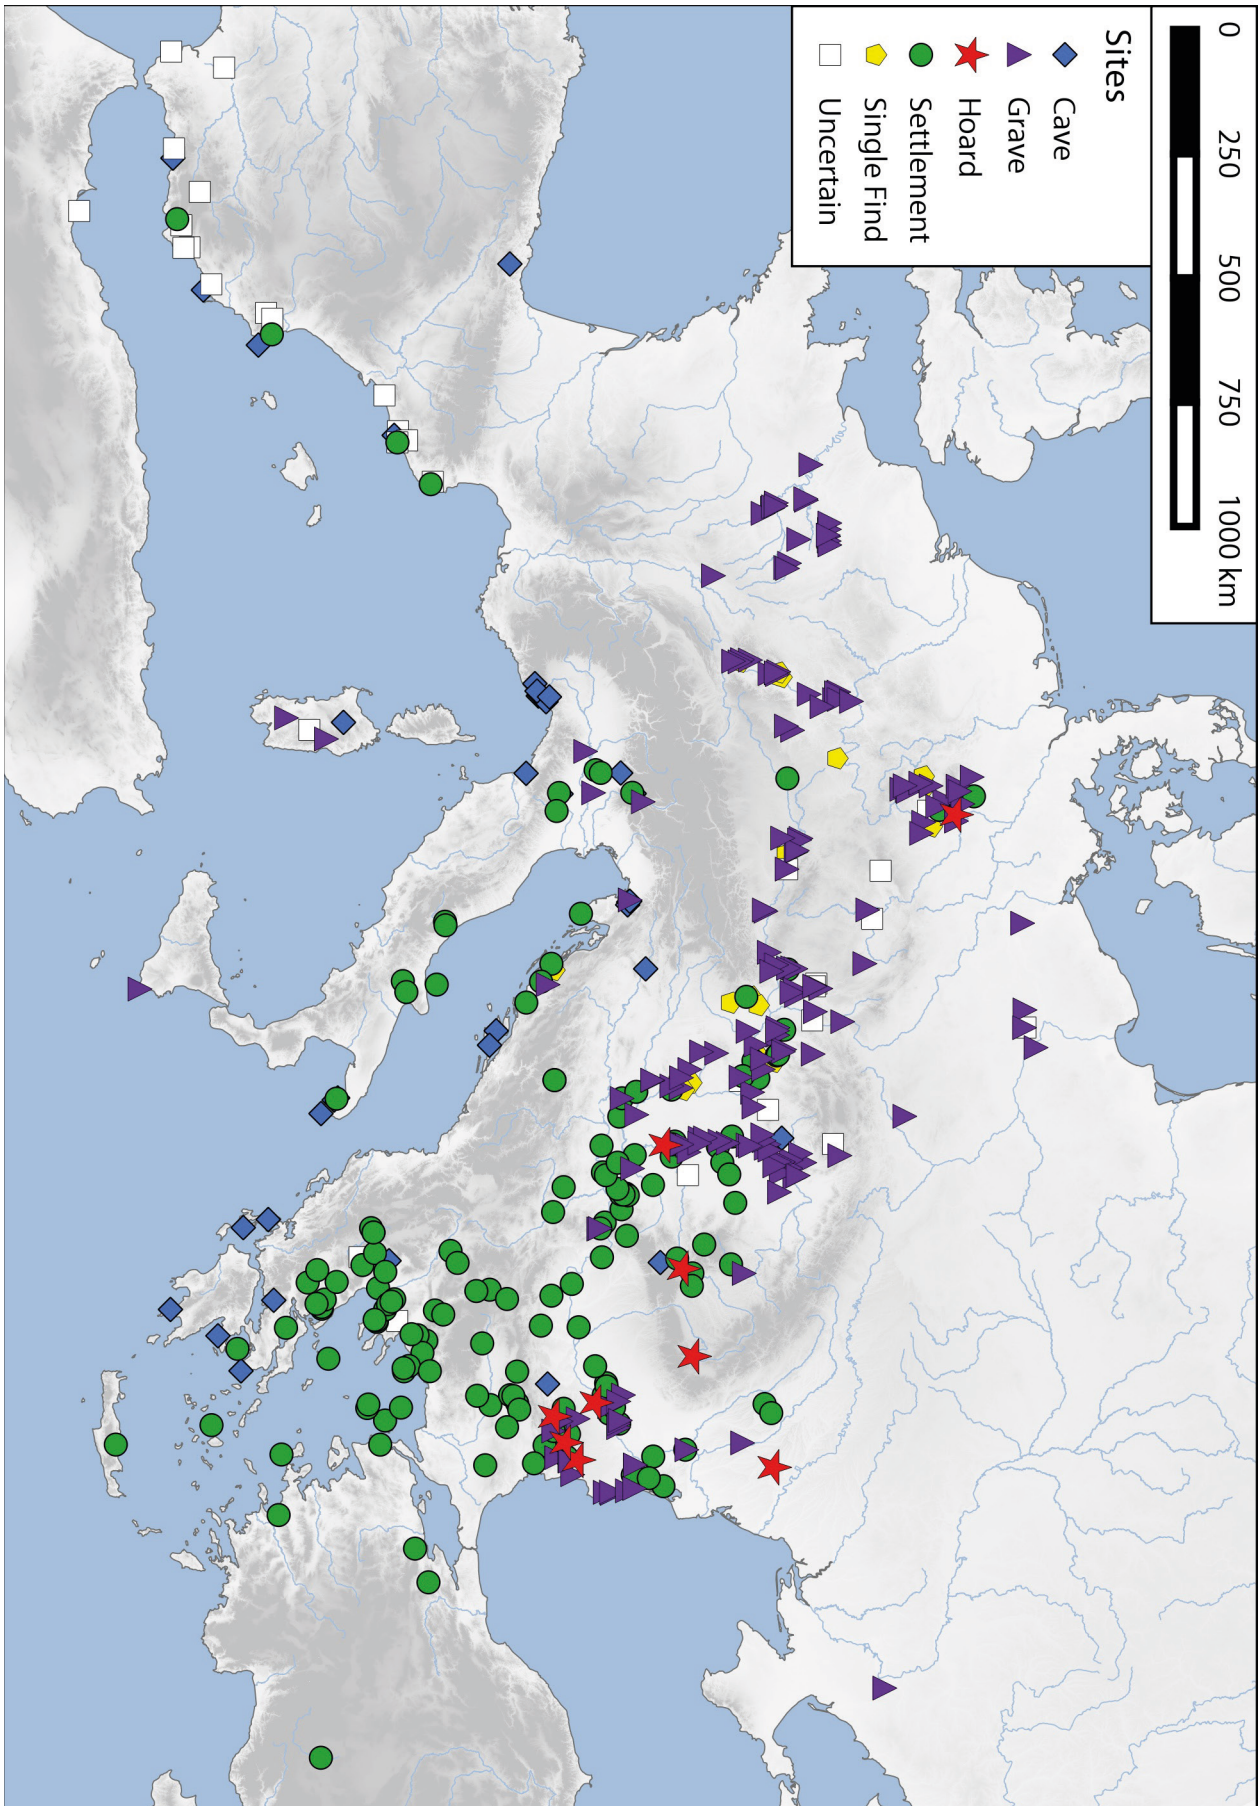 0 250 500 750 1000 km
Sites
Cave
Grave
Hoard
Settlement
Single Find
Uncertain